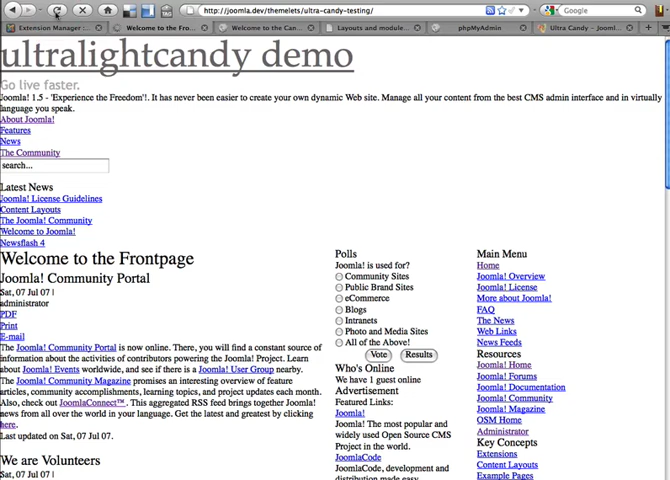 http://joomla.dev/themelets/ultra-candy-testing/
Google
Extension Manager :...
Welcome to the Fro...
Welcome to the Can...
Layouts and module...
phpMyAdmin
Ultra Candy – Jooml...
ultralightcandy demo
Go live faster.
Joomla! 1.5 - 'Experience the Freedom'!. It has never been easier to create your own dynamic Web site. Manage all your content from the best CMS admin interface and in virtually
language you speak.
About Joomla!
Features
News
The Community
search...
Latest News
Joomla! License Guidelines
Content Layouts
The Joomla! Community
Welcome to Joomla!
Newsflash 4
Welcome to the Frontpage
Joomla! Community Portal
Sat, 07 Jul 07 |
administrator
PDF
Print
E-mail
The Joomla! Community Portal is now online. There, you will find a constant source of
information about the activities of contributors powering the Joomla! Project. Learn
about Joomla! Events worldwide, and see if there is a Joomla! User Group nearby.
The Joomla! Community Magazine promises an interesting overview of feature
articles, community accomplishments, learning topics, and project updates each month.
Also, check out JoomlaConnect™. This aggregated RSS feed brings together Joomla!
news from all over the world in your language. Get the latest and greatest by clicking
here.
Last updated on Sat, 07 Jul 07.
We are Volunteers
Sat, 07 Jul 07 |
Polls
Joomla! is used for?
Community Sites
Public Brand Sites
eCommerce
Blogs
Intranets
Photo and Media Sites
All of the Above!
Vote
Results
Who's Online
We have 1 guest online
Advertisement
Featured Links:
Joomla!
Joomla! The most popular and
widely used Open Source CMS
Project in the world.
JoomlaCode
JoomlaCode, development and
distribution made easy.
Main Menu
Home
Joomla! Overview
Joomla! License
More about Joomla!
FAQ
The News
Web Links
News Feeds
Resources
Joomla! Home
Joomla! Forums
Joomla! Documentation
Joomla! Community
Joomla! Magazine
OSM Home
Administrator
Key Concepts
Extensions
Content Layouts
Example Pages